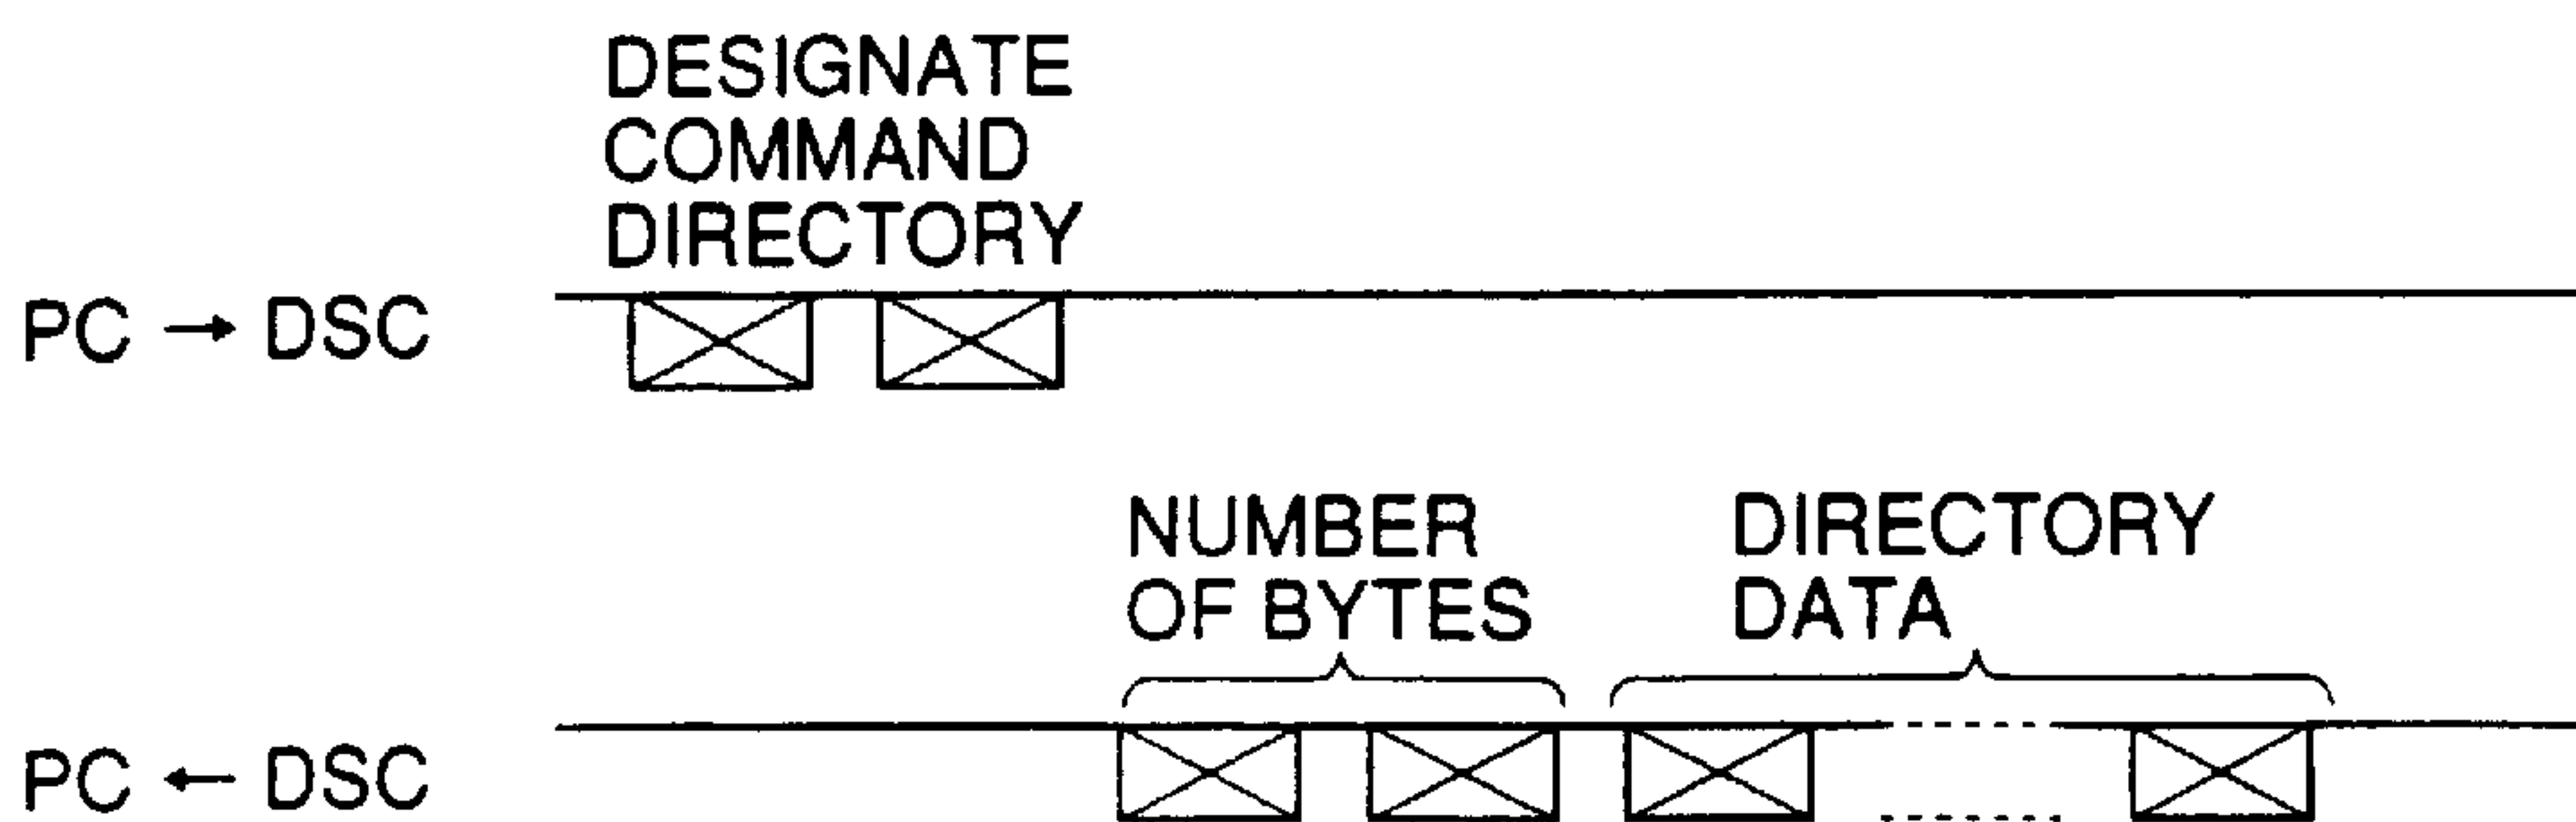 DESIGNATE
COMMAND
DIRECTORY
PC → DSC
NUMBER
OF BYTES
DIRECTORY
DATA
PC ← DSC